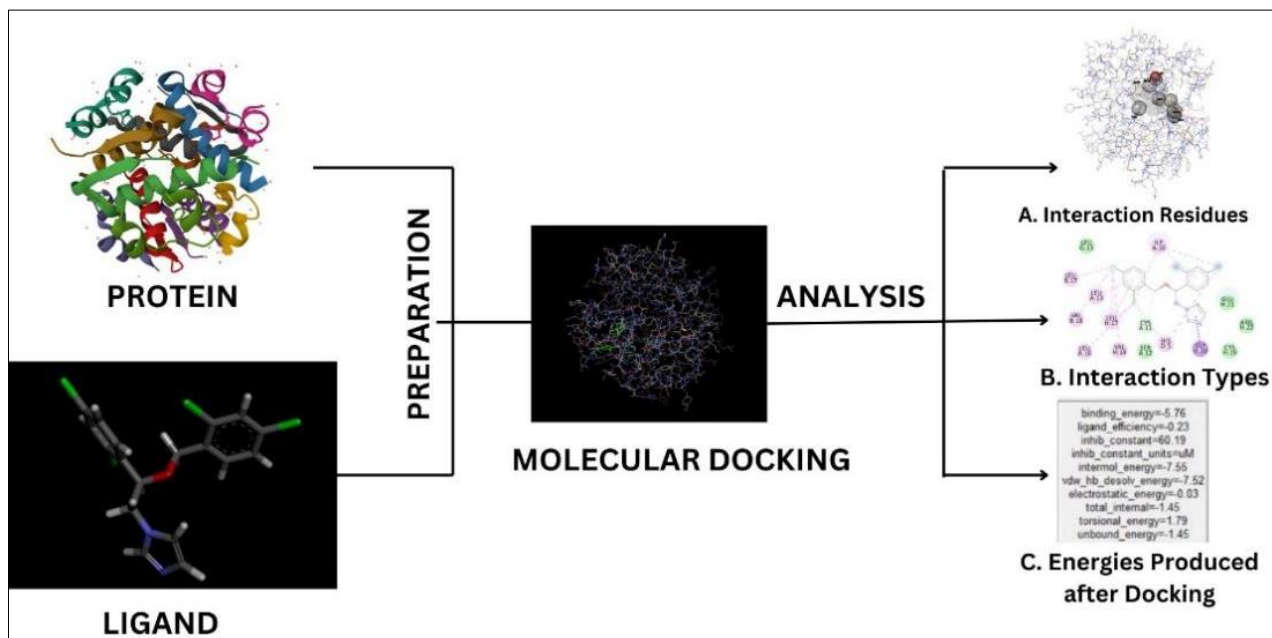 PROTEIN
LIGAND
PREPARATION
MOLECULAR DOCKING
ANALYSIS
A. Interaction Residues
B. Interaction Types
binding_energy=-5.76
ligand_efficiency=-0.23
inhib_constant=60.19
inhib_constant_units=uM
intermol_energy=-7.55
vdw_hb_desolv_energy=-7.52
electrostatic_energy=-0.03
total_internal=-1.45
torsional_energy=1.79
unbound_energy=-1.45
C. Energies Produced
after Docking